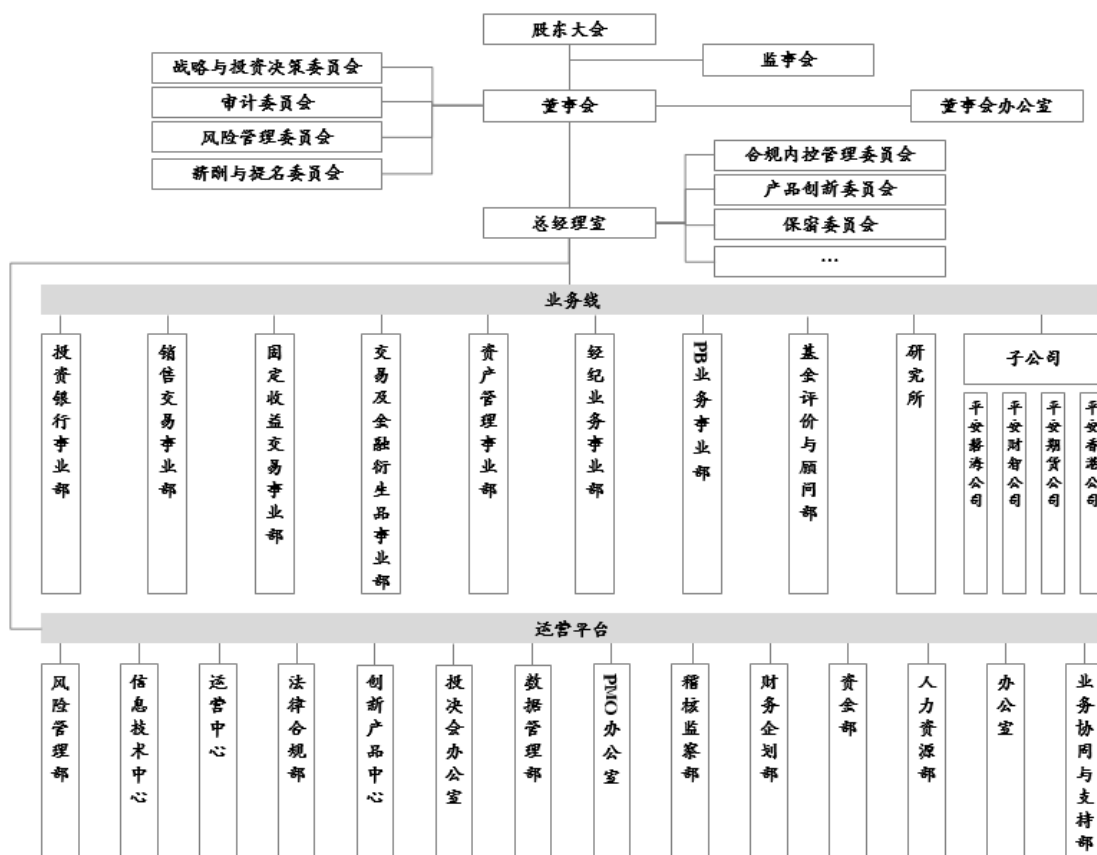 股东大会
监事会
战略与投资决策委员会
审计委员会
风险管理委员会
薪酬与提名委员会
董事会
董事会办公室
合规内控管理委员会
产品创新委员会
保密委员会
…
总经理室
业务线
投资银行事业部
销售交易事业部
固定收益交易事业部
交易及金融衍生品事业部
资产管理事业部
经纪业务事业部
PB业务事业部
基金评价与顾问部
研究所
子公司
平安磐海公司
平安财智公司
平安期货公司
平安香港公司
运营平台
风险管理部
信息技术中心
运营中心
法律合规部
创新产品中心
投决会办公室
数据管理部
PMO办公室
稽核监察部
财务企划部
资金部
人力资源部
办公室
业务协同与支持部